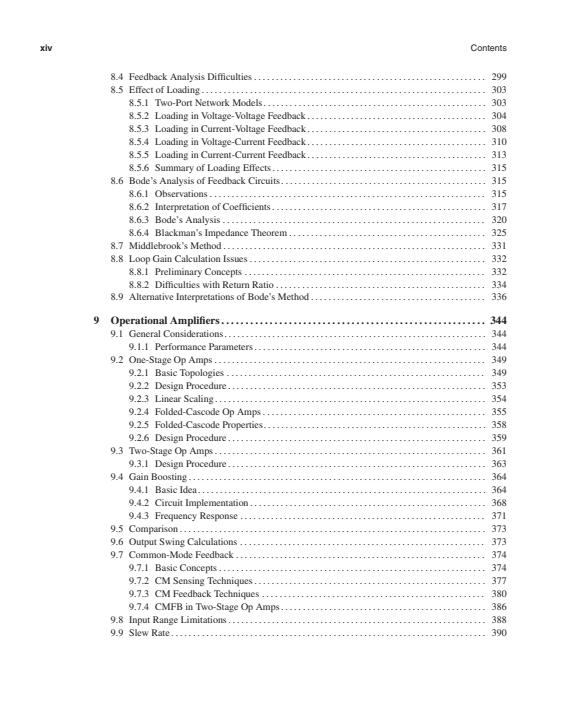 xiv Contents
8.4 Feedback Analysis Difficulties 299
8.5 Effect of Loading 303
8.5.1 Two-Port Network Models 303
8.5.2 Loading in Voltage-Voltage Feedback 304
8.5.3 Loading in Current-Voltage Feedback 308
8.5.4 Loading in Voltage-Current Feedback 310
8.5.5 Loading in Current-Current Feedback 313
8.5.6 Summary of Loading Effects 315
8.6 Bode's Analysis of Feedback Circuits 315
8.6.1 Observations 315
8.6.2 Interpretation of Coefficients 317
8.6.3 Bode's Analysis 320
8.6.4 Blackman's Impedance Theorem 325
8.7 Middlebrook's Method 331
8.8 Loop Gain Calculation Issues 332
8.8.1 Preliminary Concepts 332
8.8.2 Difficulties with Return Ratio 334
8.9 Alternative Interpretations of Bode's Method 336
9 Operational Amplifiers 344
9.1 General Considerations 344
9.1.1 Performance Parameters 344
9.2 One-Stage Op Amps 349
9.2.1 Basic Topologies 349
9.2.2 Design Procedure 353
9.2.3 Linear Scaling 354
9.2.4 Folded-Cascode Op Amps 355
9.2.5 Folded-Cascode Properties 358
9.2.6 Design Procedure 359
9.3 Two-Stage Op Amps 361
9.3.1 Design Procedure 363
9.4 Gain Boosting 364
9.4.1 Basic Idea 364
9.4.2 Circuit Implementation 368
9.4.3 Frequency Response 371
9.5 Comparison 373
9.6 Output Swing Calculations 373
9.7 Common-Mode Feedback 374
9.7.1 Basic Concepts 374
9.7.2 CM Sensing Techniques 377
9.7.3 CM Feedback Techniques 380
9.7.4 CMFB in Two-Stage Op Amps 386
9.8 Input Range Limitations 388
9.9 Slew Rate 390